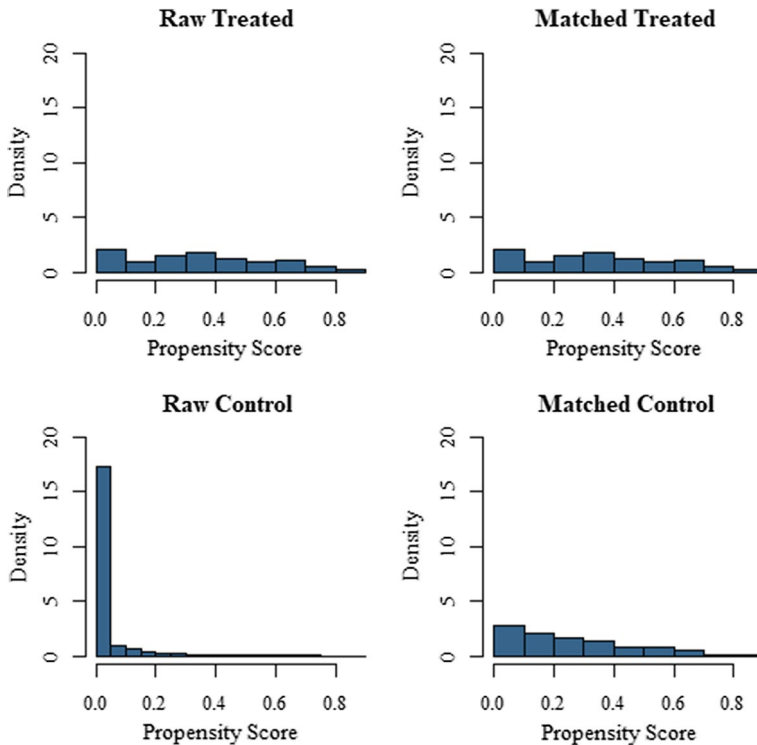 Raw Treated
20
15
10
5
0
Density
0.0 0.2 0.4 0.6 0.8
Propensity Score
Matched Treated
20
15
10
5
0
Density
0.0 0.2 0.4 0.6 0.8
Propensity Score
Raw Control
20
15
10
5
0
Density
0.0 0.2 0.4 0.6 0.8
Propensity Score
Matched Control
20
15
10
5
0
Density
0.0 0.2 0.4 0.6 0.8
Propensity Score